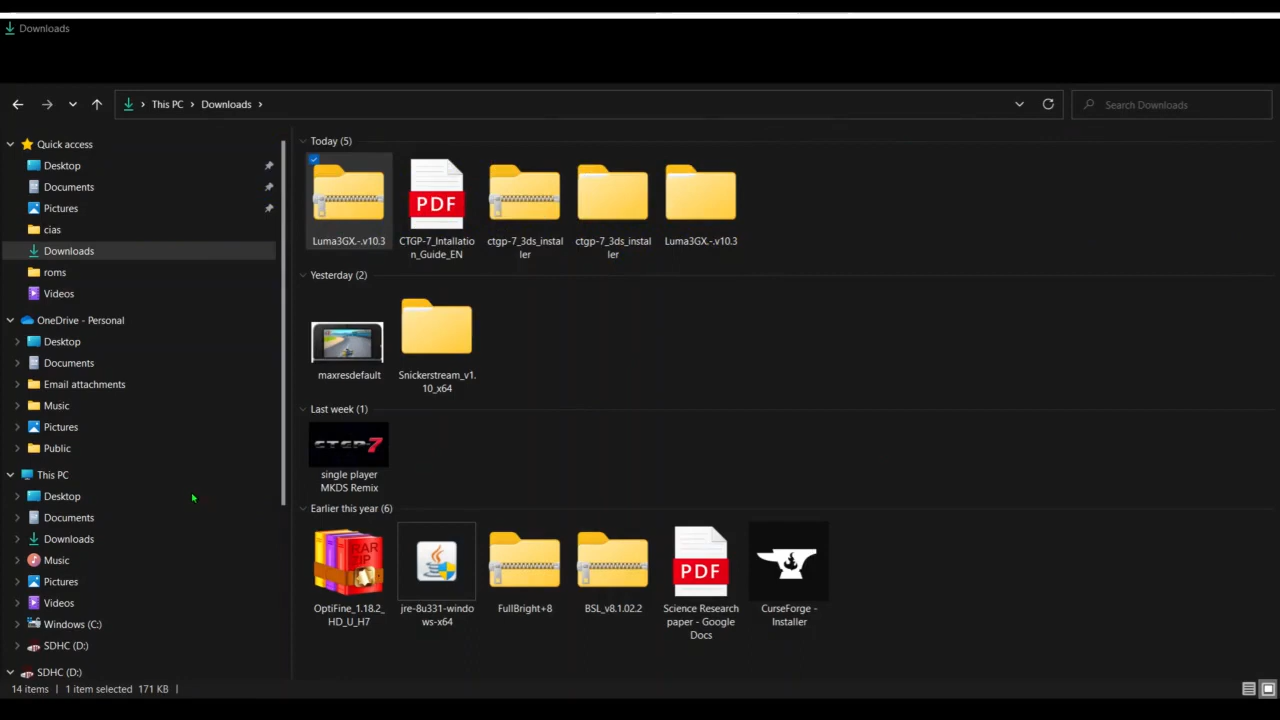 Downloads
This PC
Downloads
Search Downloads
Quick access
Desktop
Documents
Pictures
cias
Downloads
roms
Videos
OneDrive - Personal
Desktop
Documents
Email attachments
Music
Pictures
Public
This PC
Desktop
Documents
Downloads
Music
Pictures
Videos
Windows (C:)
SDHC (D:)
SDHC (D:)
Today (5)
PDF
Luma3GX.-.v10.3
CTGP-7_Intallatio
n_Guide_EN
ctgp-7_3ds_instal
ler
ctgp-7_3ds_instal
ler
Luma3GX.-.v10.3
Yesterday (2)
maxresdefault
Snickerstream_v1.
10_x64
Last week (1)
CTGP-7
single player
MKDS Remix
Earlier this year (6)
RAR
ZIP
PDF
OptiFine_1.18.2_
HD_U_H7
jre-8u331-windo
ws-x64
FullBright+8
BSL_v8.1.02.2
Science Research
paper - Google
Docs
CurseForge -
Installer
14 items
1 item selected 171 KB